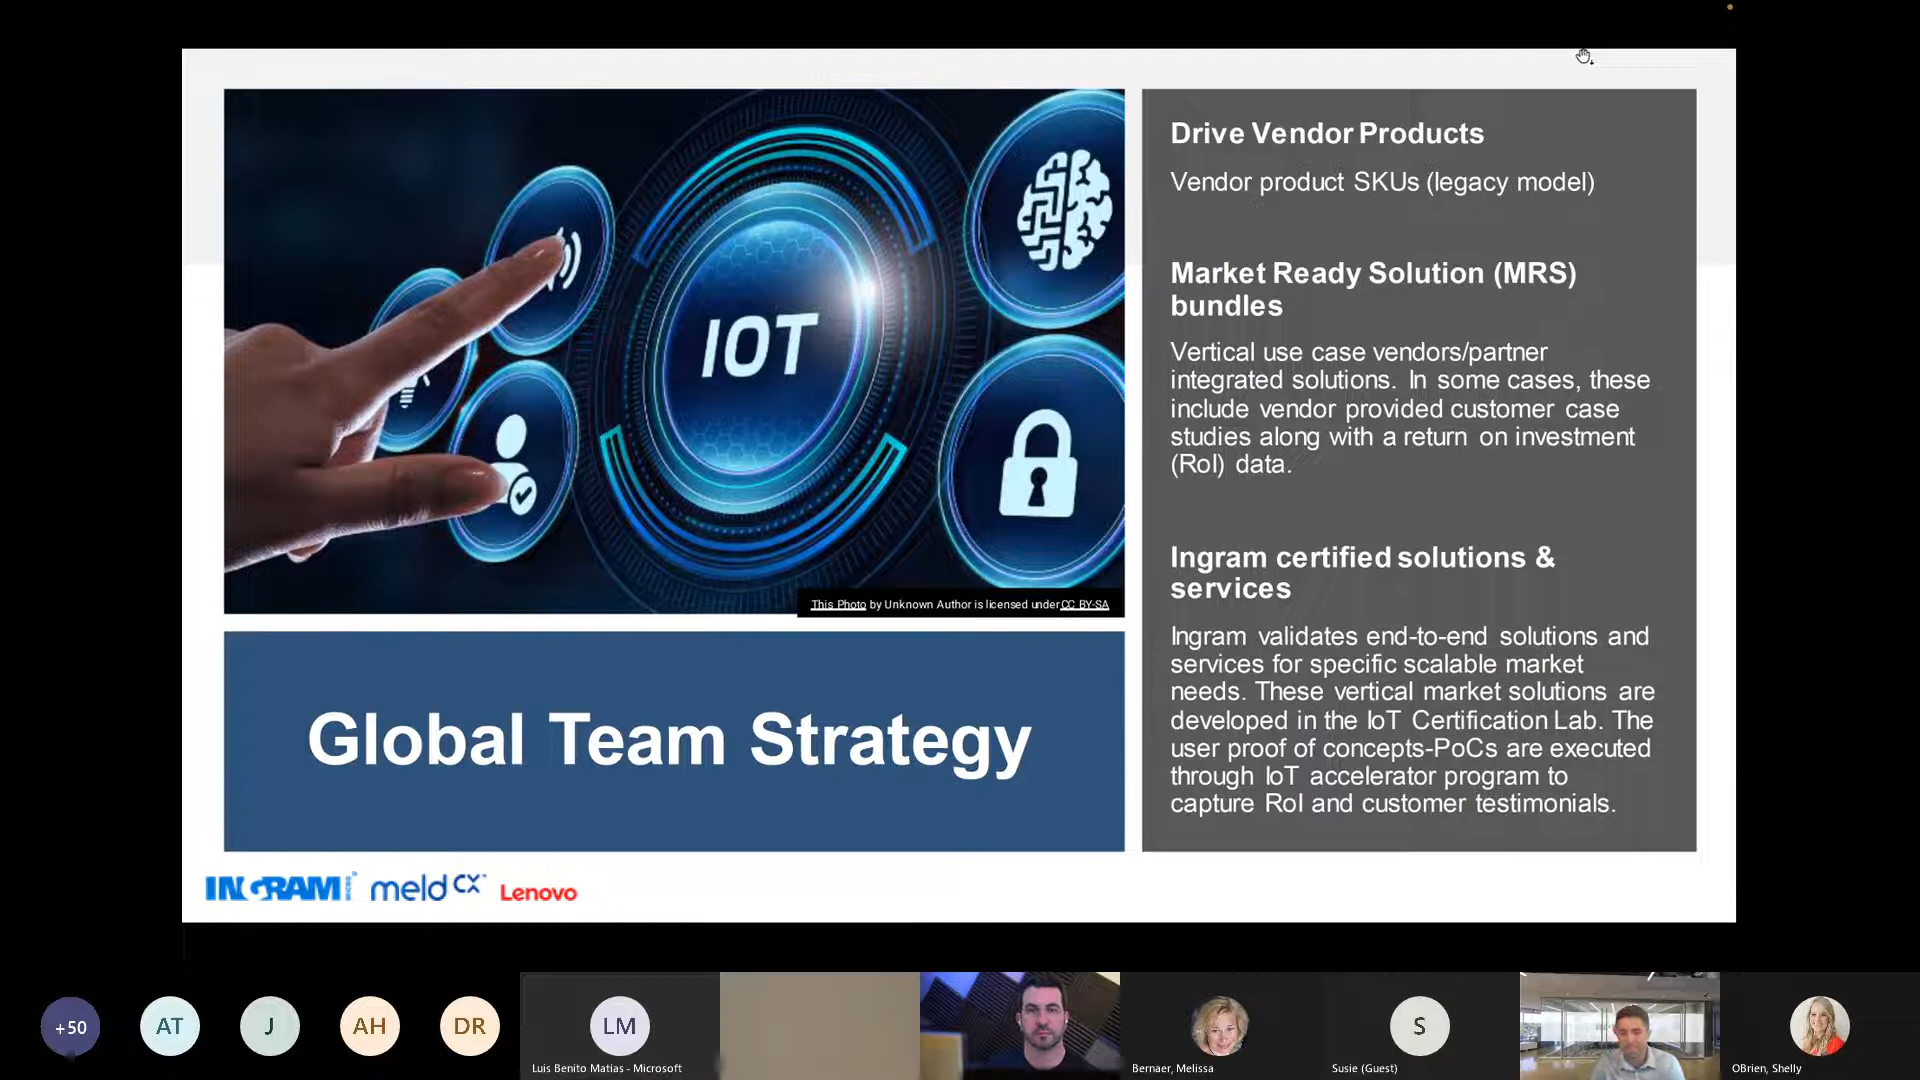 IOT
This Photo by Unknown Author is licensed under CC BY-SA
Global Team Strategy
Drive Vendor Products
Vendor product SKUs (legacy model)
Market Ready Solution (MRS)
bundles
Vertical use case vendors/partner
integrated solutions. In some cases, these
include vendor provided customer case
studies along with a return on investment
(RoI) data.
Ingram certified solutions &
services
Ingram validates end-to-end solutions and
services for specific scalable market
needs. These vertical market solutions are
developed in the IoT Certification Lab. The
user proof of concepts-PoCs are executed
through IoT accelerator program to
capture RoI and customer testimonials.
INGRAM MICRO meld CX Lenovo
+50 AT J AH DR LM S
Luis Benito Matias - Microsoft
Bernaer, Melissa
Susie (Guest)
OBrien, Shelly